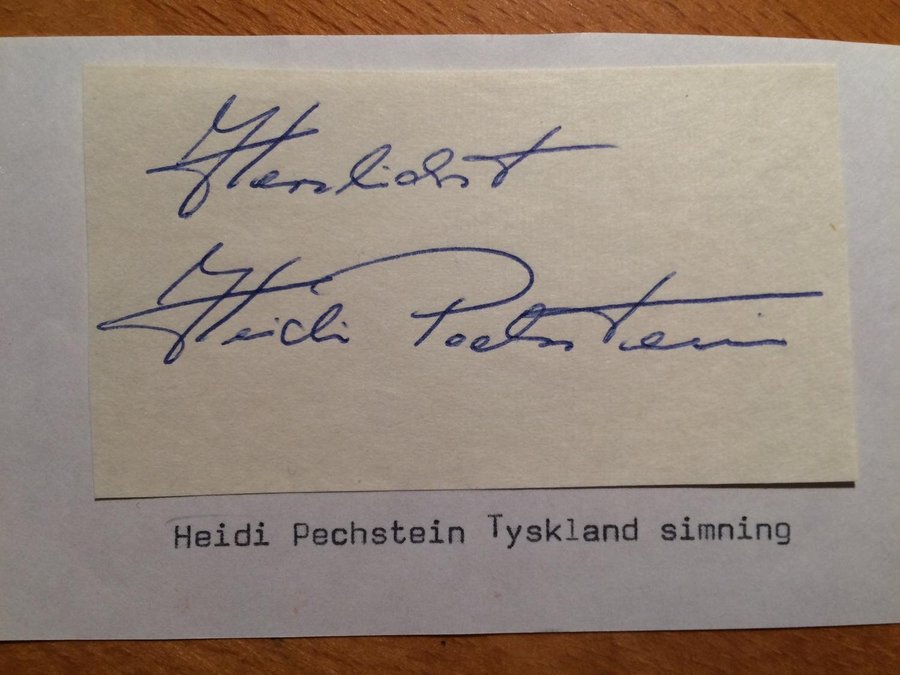 Herzlichst
Heidi Pechstein
Heidi Pechstein Tyskland simning